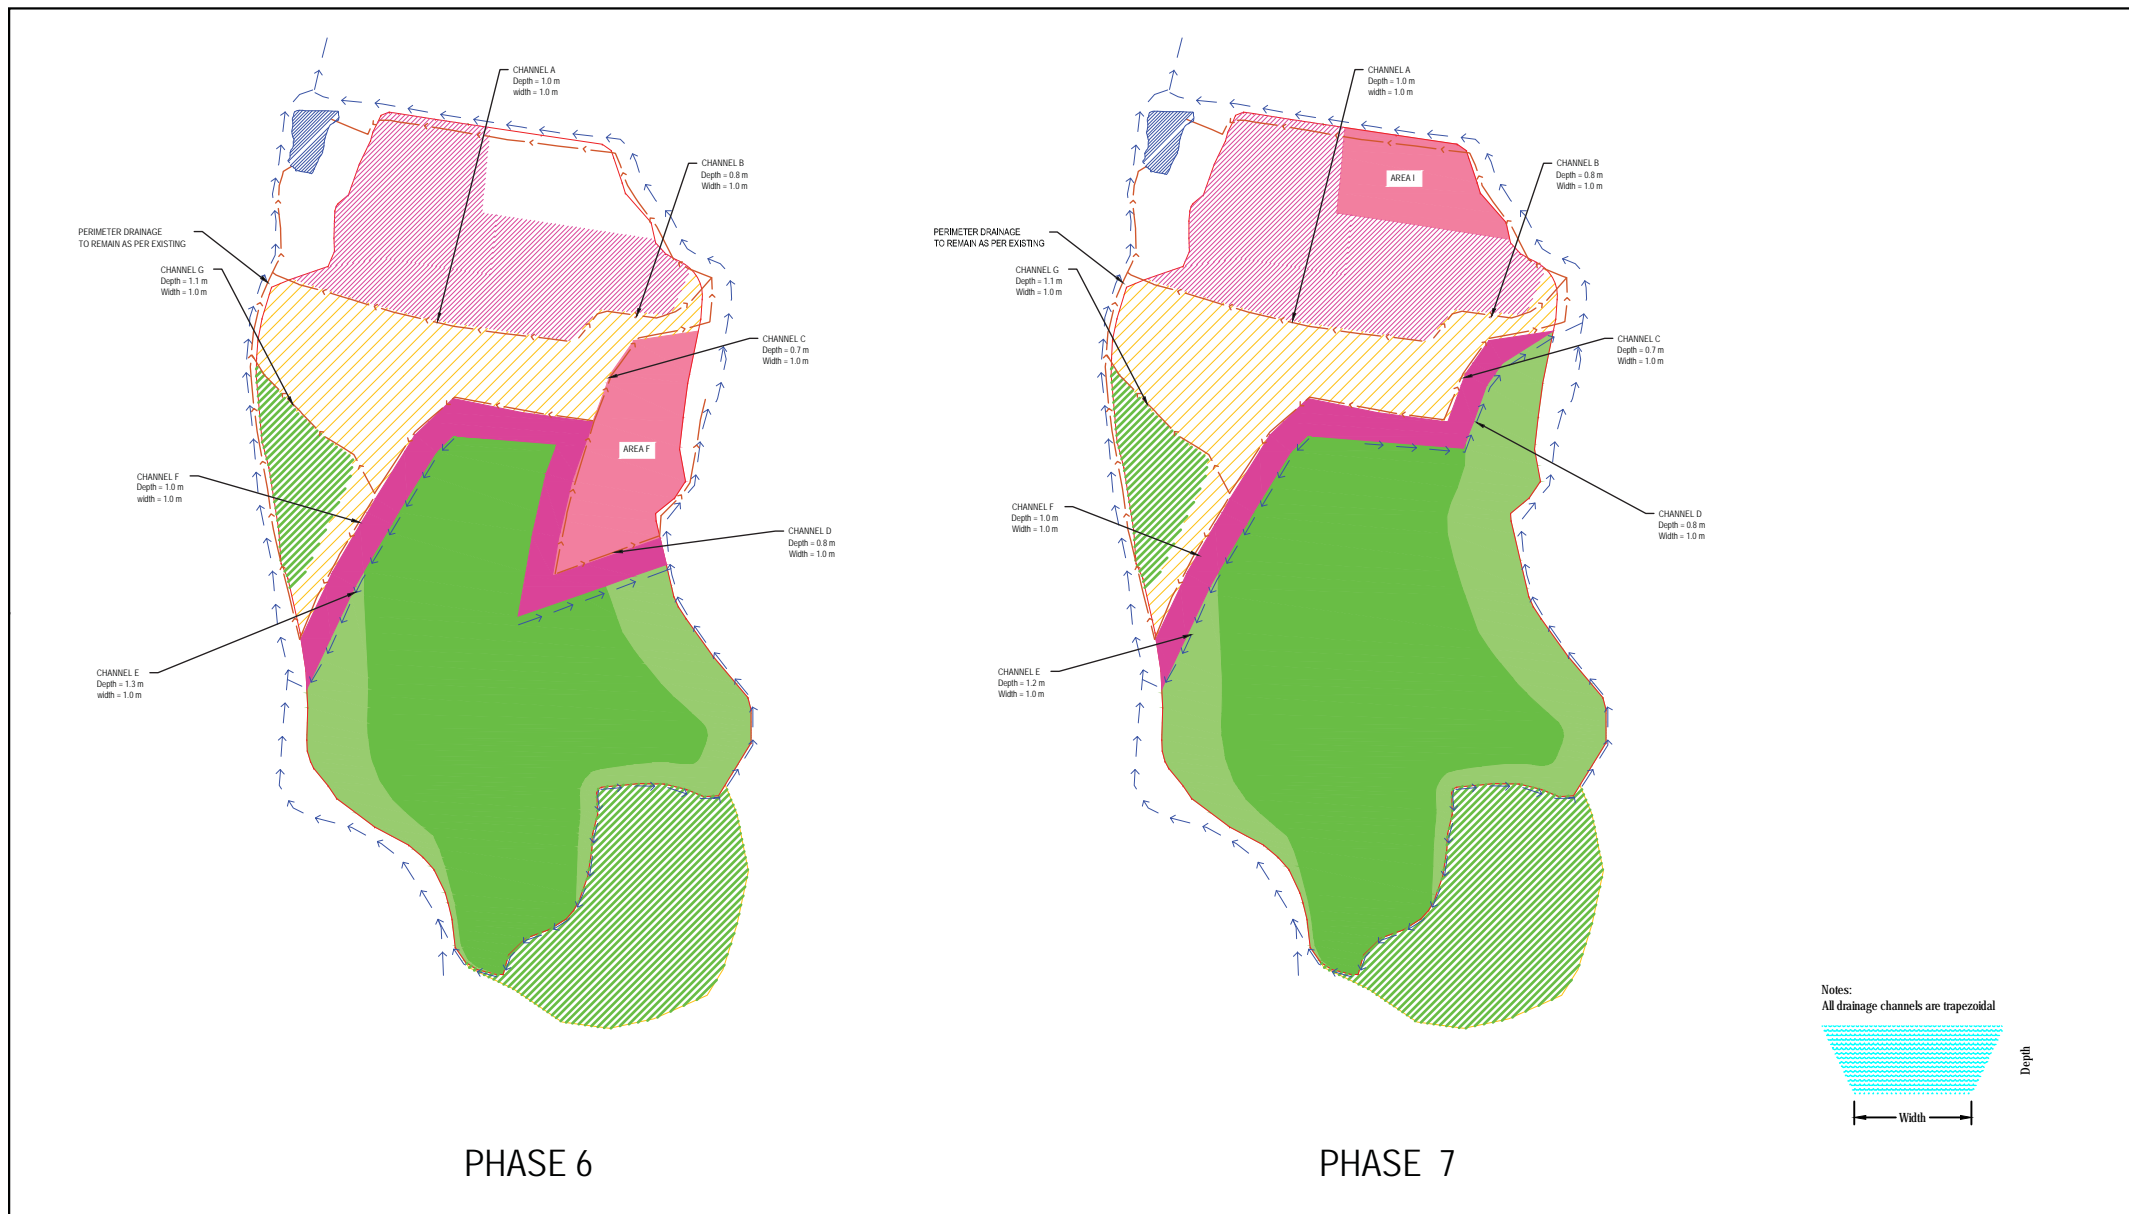 CHANNEL A
Depth = 1.0 m
width = 1.0 m
CHANNEL B
Depth = 0.8 m
Width = 1.0 m
PERIMETER DRAINAGE
TO REMAIN AS PER EXISTING
CHANNEL G
Depth = 1.1 m
Width = 1.0 m
CHANNEL C
Depth = 0.7 m
Width = 1.0 m
AREA F
CHANNEL F
Depth = 1.0 m
width = 1.0 m
CHANNEL D
Depth = 0.8 m
Width = 1.0 m
CHANNEL E
Depth = 1.3 m
width = 1.0 m
PHASE 6
CHANNEL A
Depth = 1.0 m
width = 1.0 m
CHANNEL B
Depth = 0.8 m
Width = 1.0 m
AREA I
PERIMETER DRAINAGE
TO REMAIN AS PER EXISTING
CHANNEL G
Depth = 1.1 m
Width = 1.0 m
CHANNEL C
Depth = 0.7 m
Width = 1.0 m
CHANNEL F
Depth = 1.0 m
Width = 1.0 m
CHANNEL D
Depth = 0.8 m
Width = 1.0 m
CHANNEL E
Depth = 1.2 m
Width = 1.0 m
PHASE 7
Notes:
All drainage channels are trapezoidal
Depth
Width